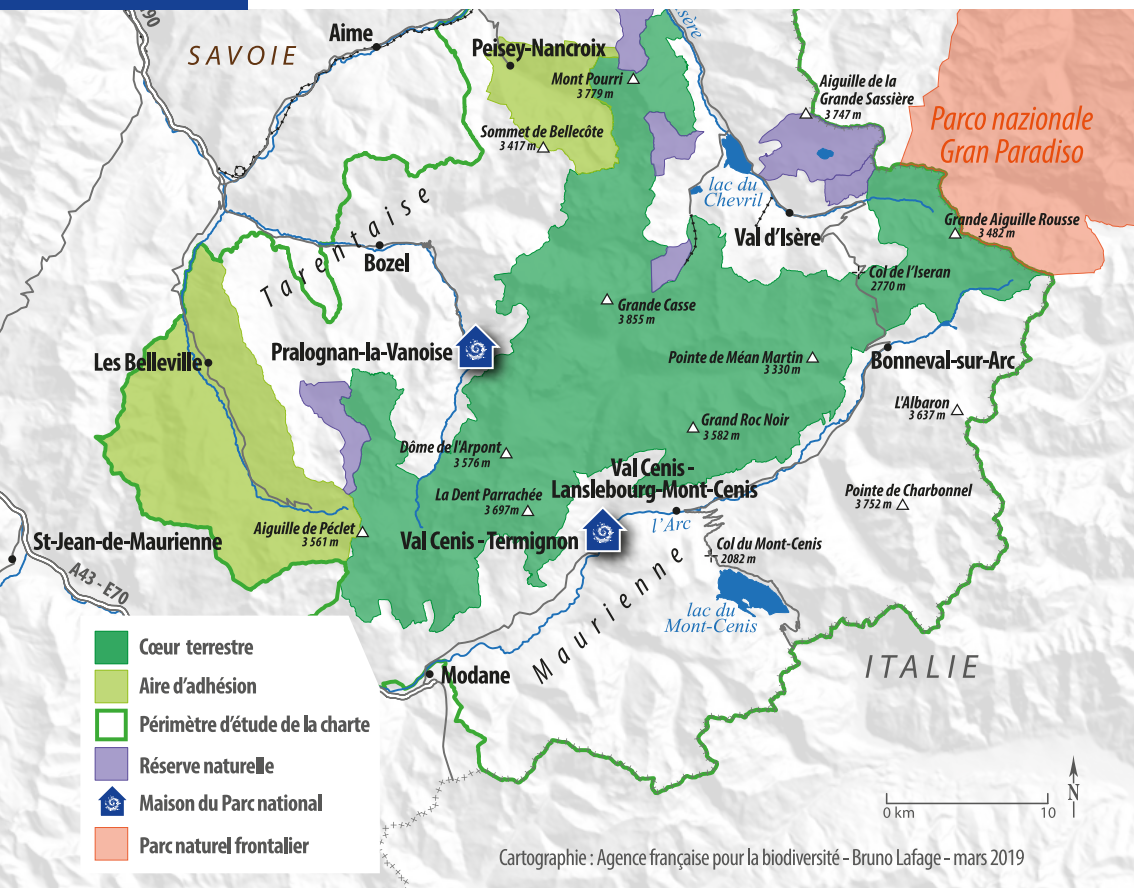 90
SAVOIE
Aime
Peisey-Nancroix
Isère
Mont Pourri
3 779 m
Aiguille de la
Grande Sassière
3 747 m
Parco nazionale
Gran Paradiso
Sommet de Bellecôte
3 417 m
lac du
Chevril
Grande Aiguille Rousse
3 482 m
Val d'Isère
Tarentaise
Bozel
Col de l'Iseran
2770 m
Grande Casse
3 855 m
Pralognan-la-Vanoise
Les Belleville
Pointe de Méan Martin
3 330 m
Bonneval-sur-Arc
L'Albaron
3 637 m
Grand Roc Noir
3 582 m
Dôme de l'Arpont
3 576 m
Val Cenis -
Lanslebourg-Mont-Cenis
La Dent Parrachée
3 697m
Pointe de Charbonnel
3 752 m
l'Arc
Aiguille de Péclet
3 561 m
Val Cenis - Termignon
St-Jean-de-Maurienne
Col du Mont-Cenis
2082 m
A43 - E70
lac du
Mont-Cenis
Maurienne
ITALIE
Modane
Cœur terrestre
Aire d'adhésion
Périmètre d'étude de la charte
Réserve naturelle
Maison du Parc national
Parc naturel frontalier
N
0 km 10
Cartographie : Agence française pour la biodiversité - Bruno Lafage - mars 2019